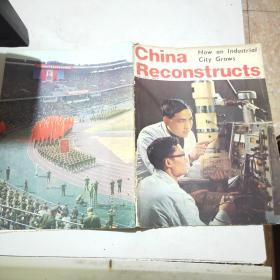 China
Reconstructs
How an Industrial
City Grows